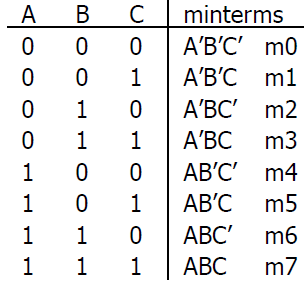 A B C minterms
0 0 0 A′B′C′ m0
0 0 1 A′B′C m1
0 1 0 A′BC′ m2
0 1 1 A′BC m3
1 0 0 AB′C′ m4
1 0 1 AB′C m5
1 1 0 ABC′ m6
1 1 1 ABC m7